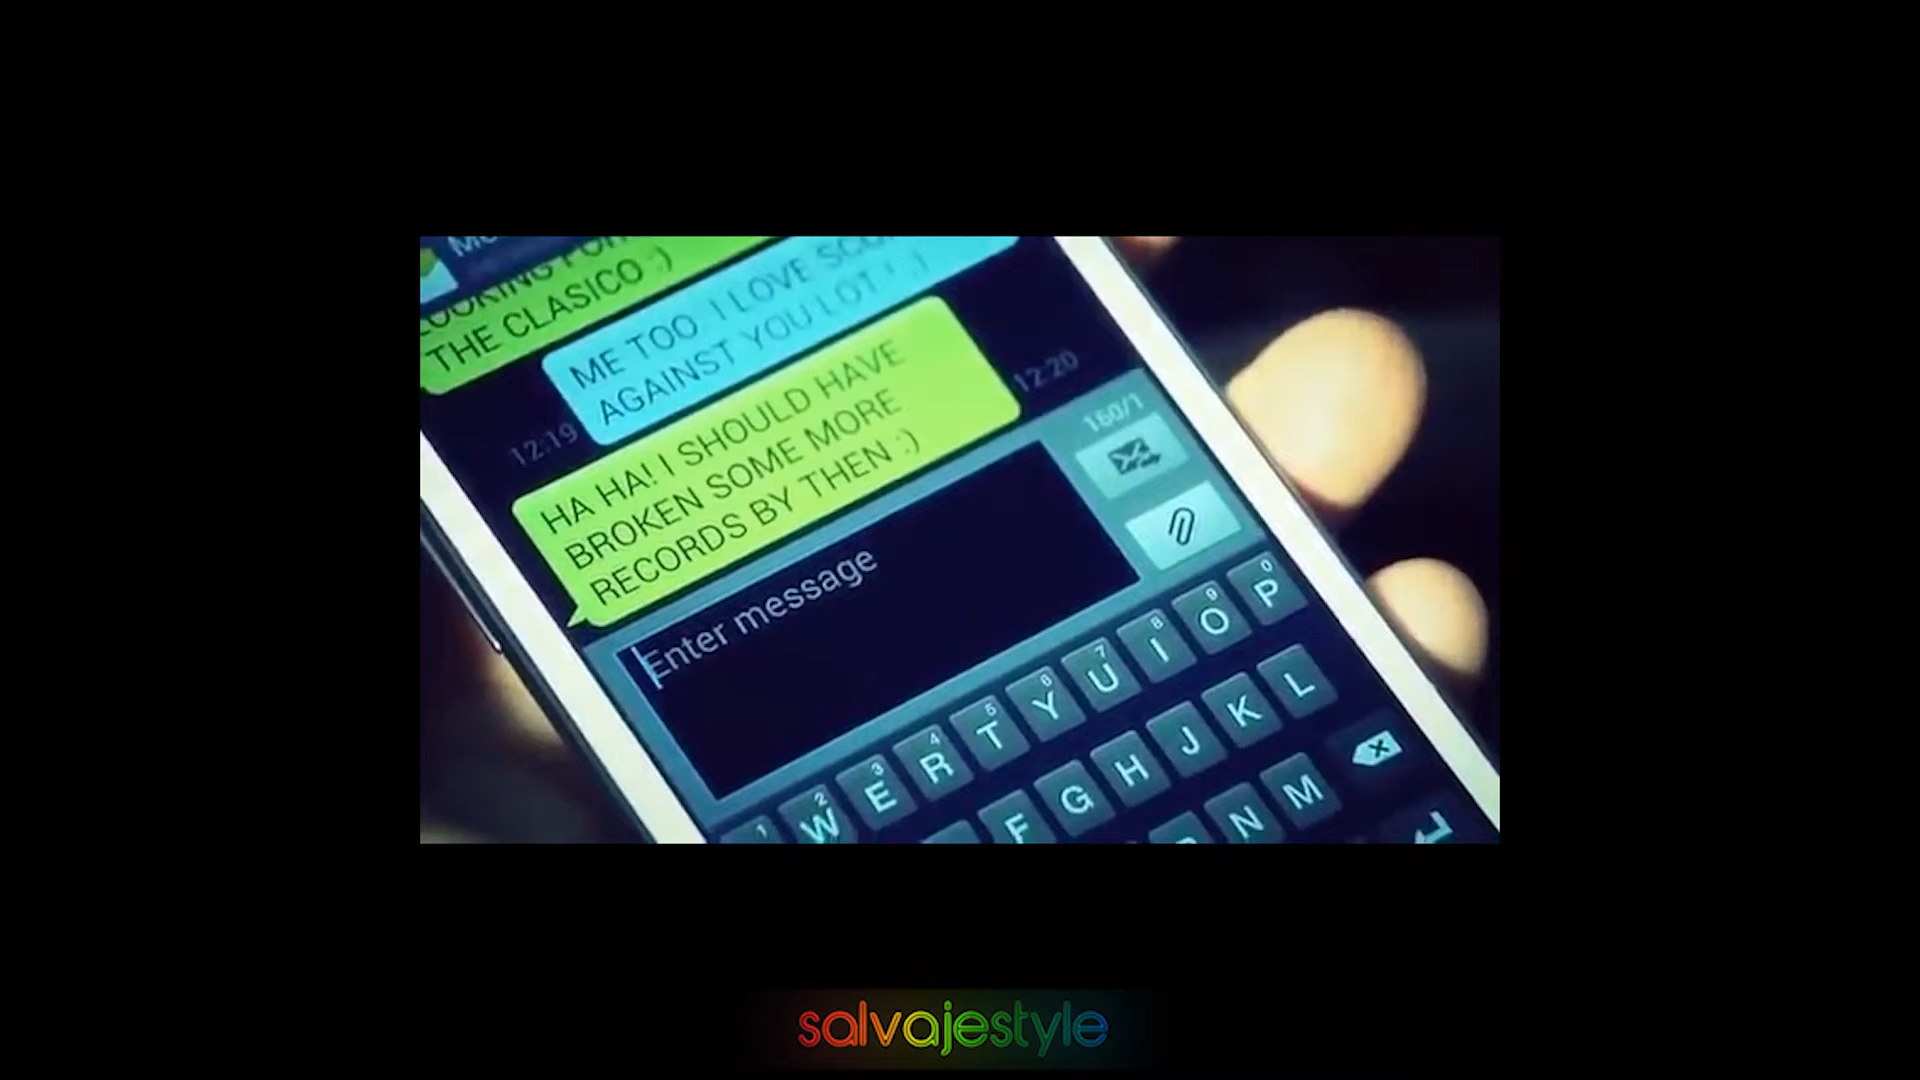 THE CLASICO :)
ME TOO. I LOVE
AGAINST YOU LOT! ;)
12:19
HA HA! I SHOULD HAVE
BROKEN SOME MORE
RECORDS BY THEN :)
12:20
160/1
Enter message
1 2 3 4 5 6 7 8 9 0
W E R T Y U I O P
F G H J K L
N M
salvajestyle